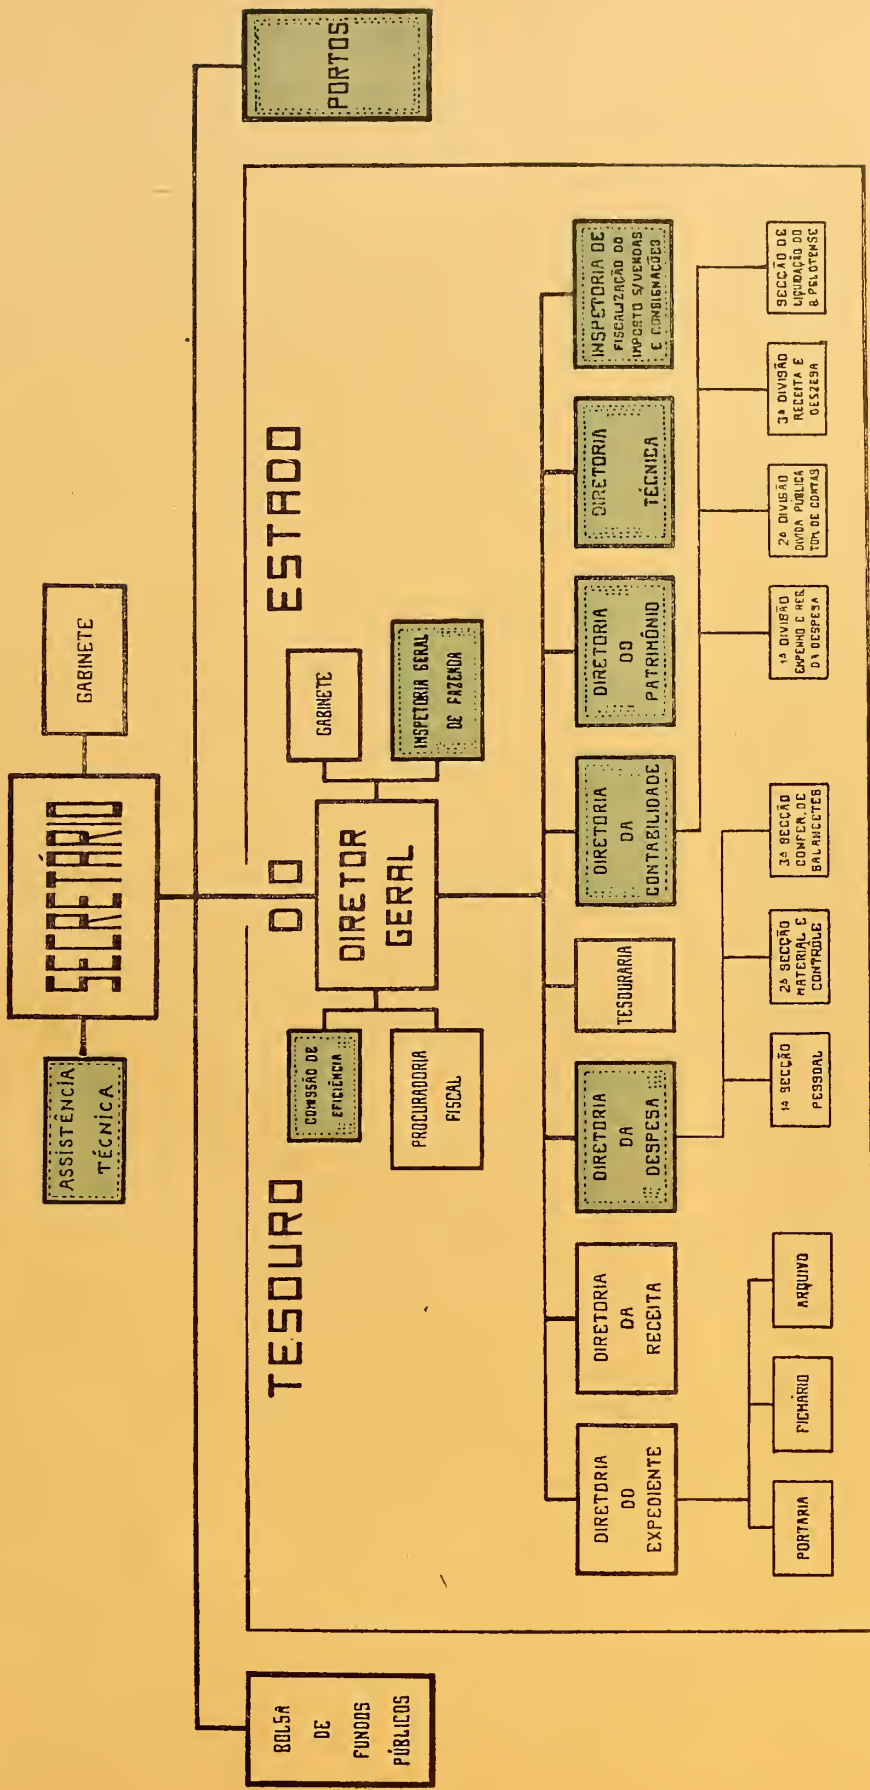 SECRETÁRIO
ASSISTÊNCIA
TÉCNICA
GABINETE
BOLSA
DE
FUNDOS
PÚBLICOS
PORTOS
TESOURO DO ESTADO
DIRETOR
GERAL
COMISSÃO DE
EFICIÊNCIA
PROCURADORIA
FISCAL
GABINETE
INSPETORIA GERAL
DE FAZENDA
DIRETORIA
DO
EXPEDIENTE
DIRETORIA
DA
RECEITA
DIRETORIA
DA
DESPESA
TESOURARIA
DIRETORIA
DA
CONTABILIDADE
DIRETORIA
DO
PATRIMÔNIO
DIRETORIA
TÉCNICA
INSPETORIA DE
FISCALIZAÇÃO DO
IMPOSTO S/VENDAS
E CONSIGNAÇÕES
PORTARIA
FICHÁRIO
ARQUIVO
1ª SECÇÃO
PESSOAL
2ª SECÇÃO
MATERIAL E
CONTRÔLE
3ª SECÇÃO
CONFER. DE
BALANCETES
1ª DIVISÃO
EMPENHO E RER.
DA DESPESA
2ª DIVISÃO
DIVIDA PÚBLICA
TOM. DE CONTAS
3ª DIVISÃO
RECEITA E
DESZESA
SECÇÃO DE
LIQUIDAÇÃO DO
B. PELOTENSE